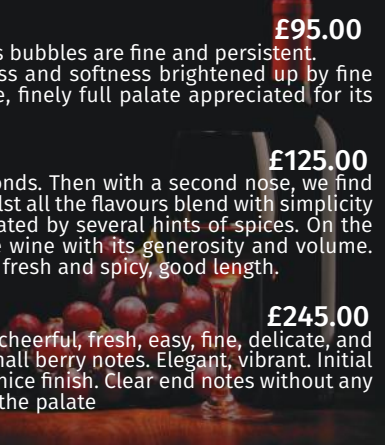 £95.00
s bubbles are fine and persistent.
ss and softness brightened up by fine
e, finely full palate appreciated for its
£125.00
onds. Then with a second nose, we find
lst all the flavours blend with simplicity
ated by several hints of spices. On the
e wine with its generosity and volume.
fresh and spicy, good length.
£245.00
cheerful, fresh, easy, fine, delicate, and
mall berry notes. Elegant, vibrant. Initial
nice finish. Clear end notes without any
the palate